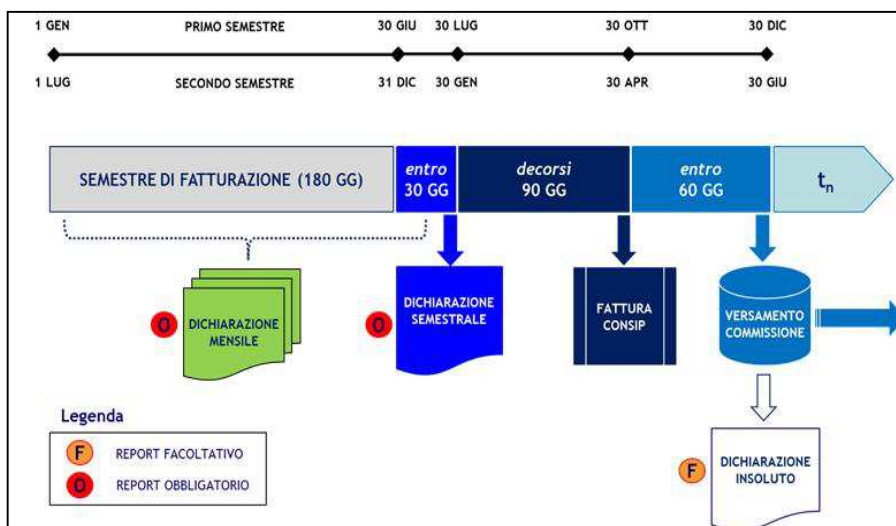 1 GEN PRIMO SEMESTRE 30 GIU 30 LUG 30 OTT 30 DIC
1 LUG SECONDO SEMESTRE 31 DIC 30 GEN 30 APR 30 GIU
SEMESTRE DI FATTURAZIONE (180 GG)
entro
30 GG
decorsi
90 GG
entro
60 GG
tn
O
DICHIARAZIONE
MENSILE
O
DICHIARAZIONE
SEMESTRALE
FATTURA
CONSIP
VERSAMENTO
COMMISSIONE
Legenda
F REPORT FACOLTATIVO
O REPORT OBBLIGATORIO
F
DICHIARAZIONE
INSOLUTO